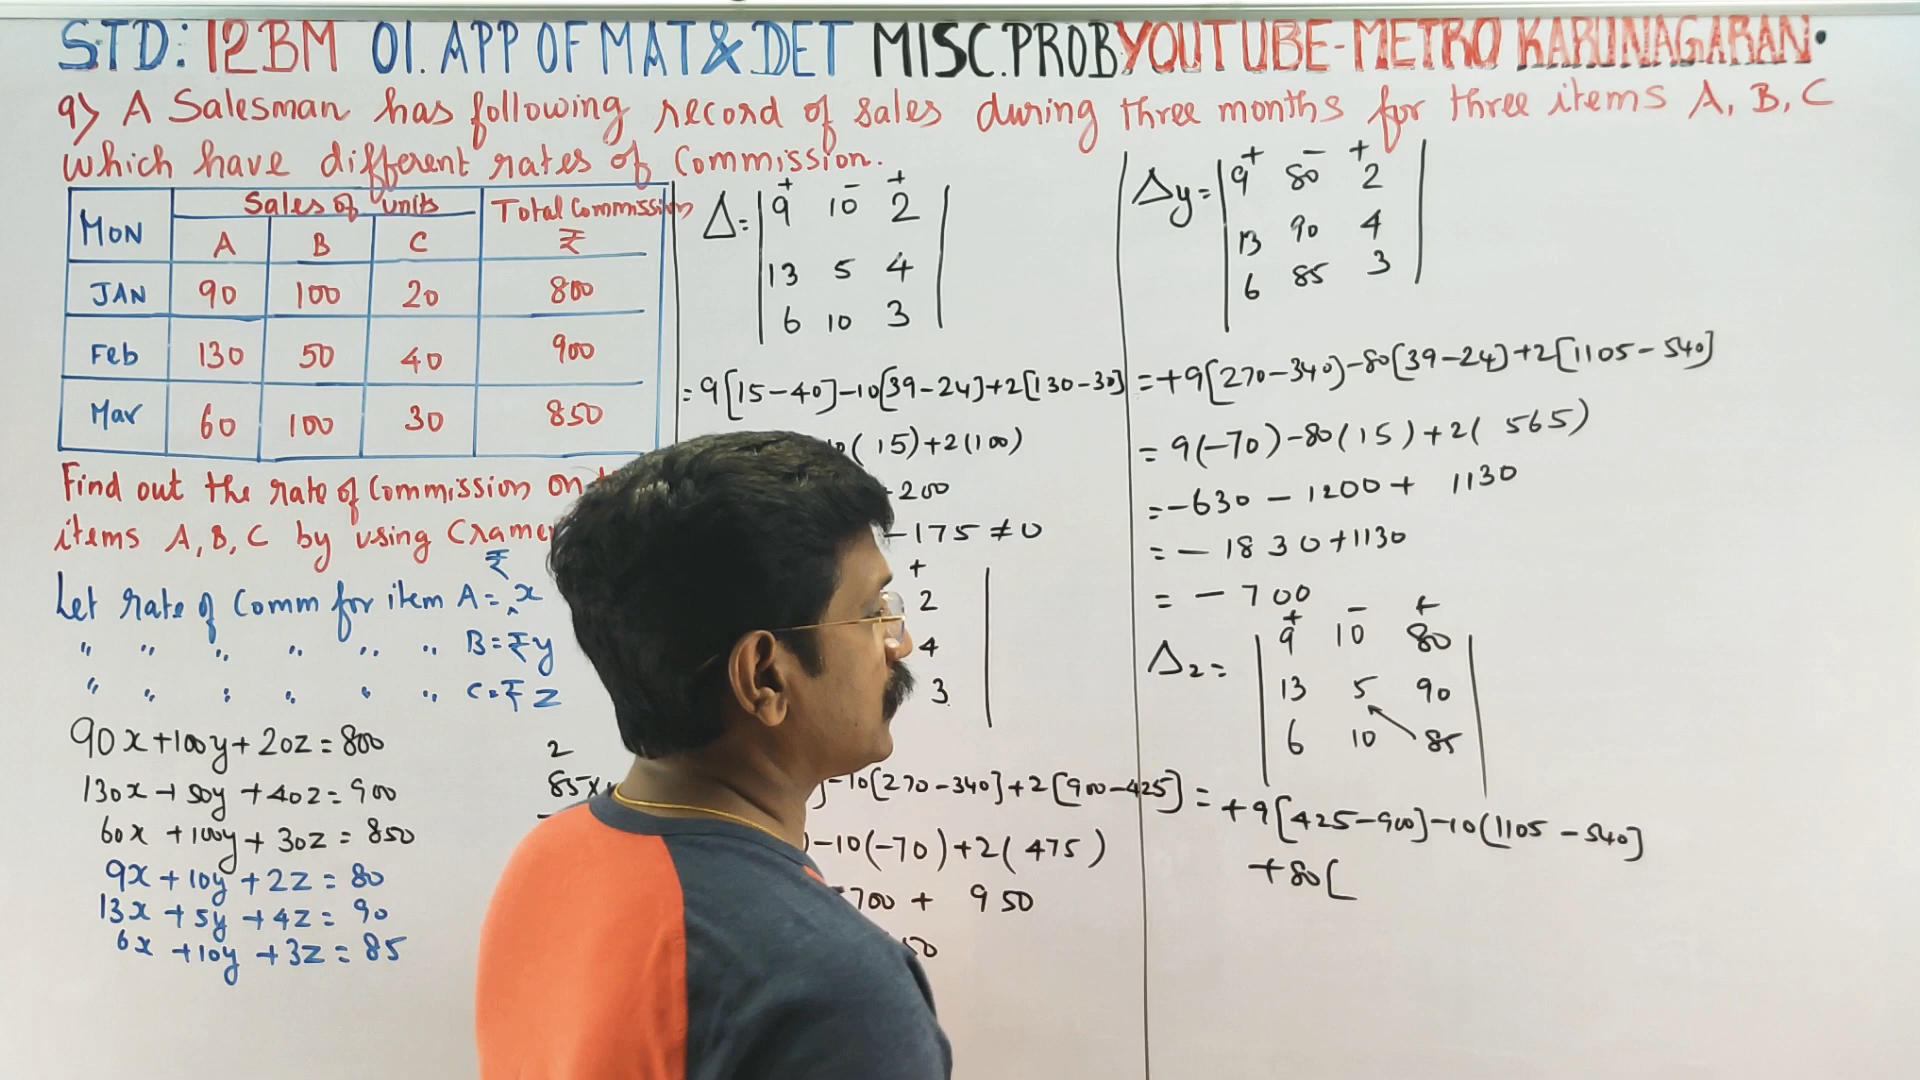 STD: 12BM 01. APP OF MAT & DET MISC.PROB YOUTUBE-METRO KARUNAGARAN.
9) A Salesman has following record of sales during three months for three items A, B, C
which have different rates of Commission.
MON Sales of units Total Commission
A B C ₹
JAN 90 100 20 800
Feb 130 50 40 900
Mar 60 100 30 850
Find out the rate of Commission on
items A, B, C by using Cramer
Let rate of Comm for item A = ₹ x
" " " " " " B = ₹ y
" " " " " " C = ₹ z
90x + 100y + 20z = 800
130x + 50y + 40z = 900
60x + 100y + 30z = 850
9x + 10y + 2z = 80
13x + 5y + 4z = 90
6x + 10y + 3z = 85
2
85x
+ - +
Δ = | 9 10 2 |
13 5 4
6 10 3
= 9[15-40]-10[39-24]+2[130-30]
(15)+2(100)
200
-175 ≠ 0
+
2
4
3
]-10[270-340]+2[900-425]
)-10(-70)+2(475)
700 + 950
50
+ - +
Δy = | 9 80 2 |
13 90 4
6 85 3
= +9[270-340)-80[39-24]+2[1105-540]
= 9(-70)-80(15)+2(565)
= -630 - 1200 + 1130
= - 1830+1130
= - 700
+ - +
Δz = | 9 10 80 |
13 5 90
6 10 85
= +9[425-900]-10(1105-540]
+80[